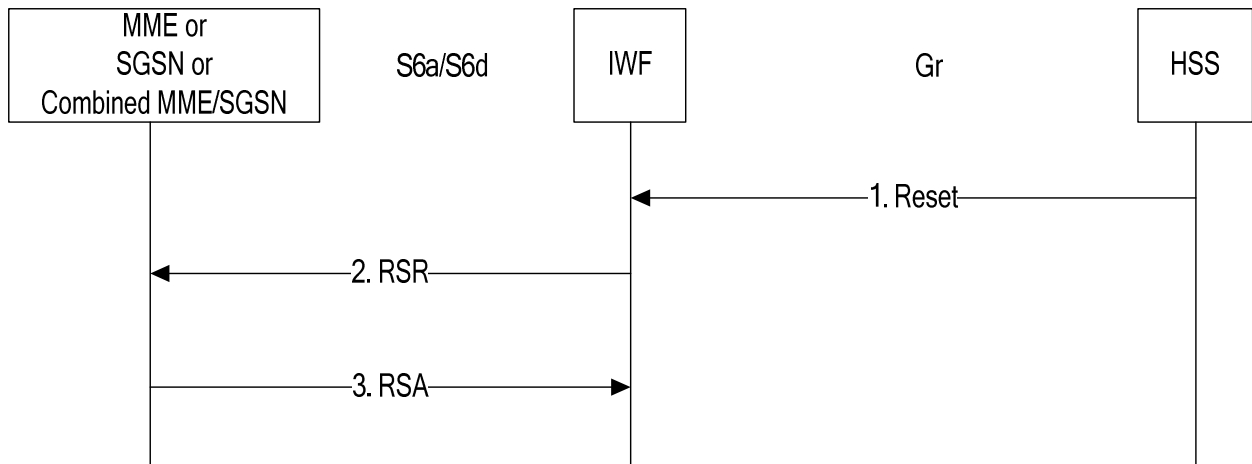 MME or
SGSN or
Combined MME/SGSN
S6a/S6d
IWF
Gr
HSS
1. Reset
2. RSR
3. RSA